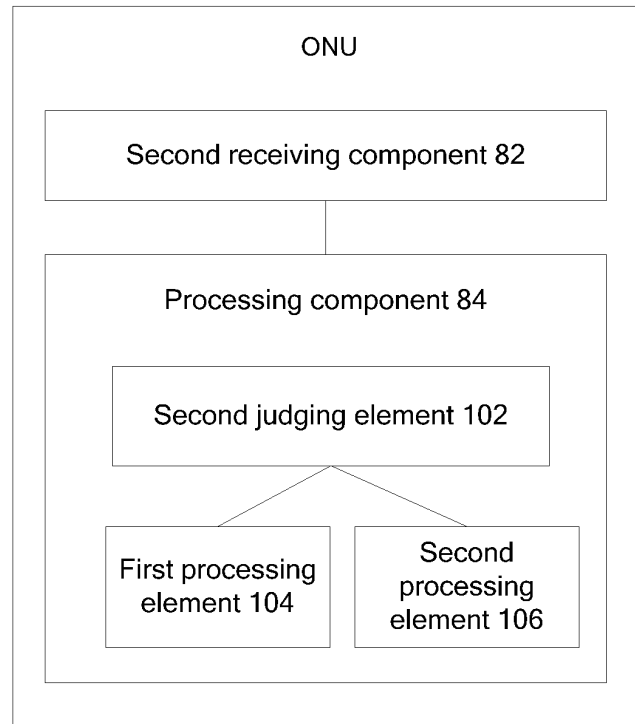 ONU
Second receiving component 82
Processing component 84
Second judging element 102
First processing
element 104
Second
processing
element 106